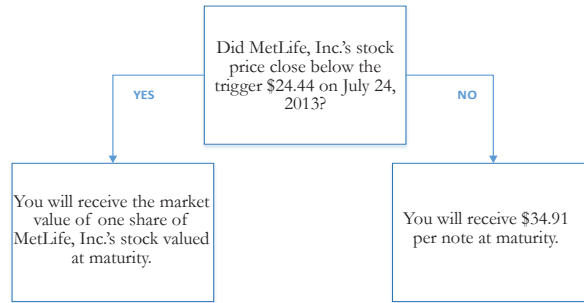 Did MetLife, Inc.'s stock
price close below the
trigger $24.44 on July 24,
2013?
YES
NO
You will receive the market
value of one share of
MetLife, Inc.'s stock valued
at maturity.
You will receive $34.91
per note at maturity.